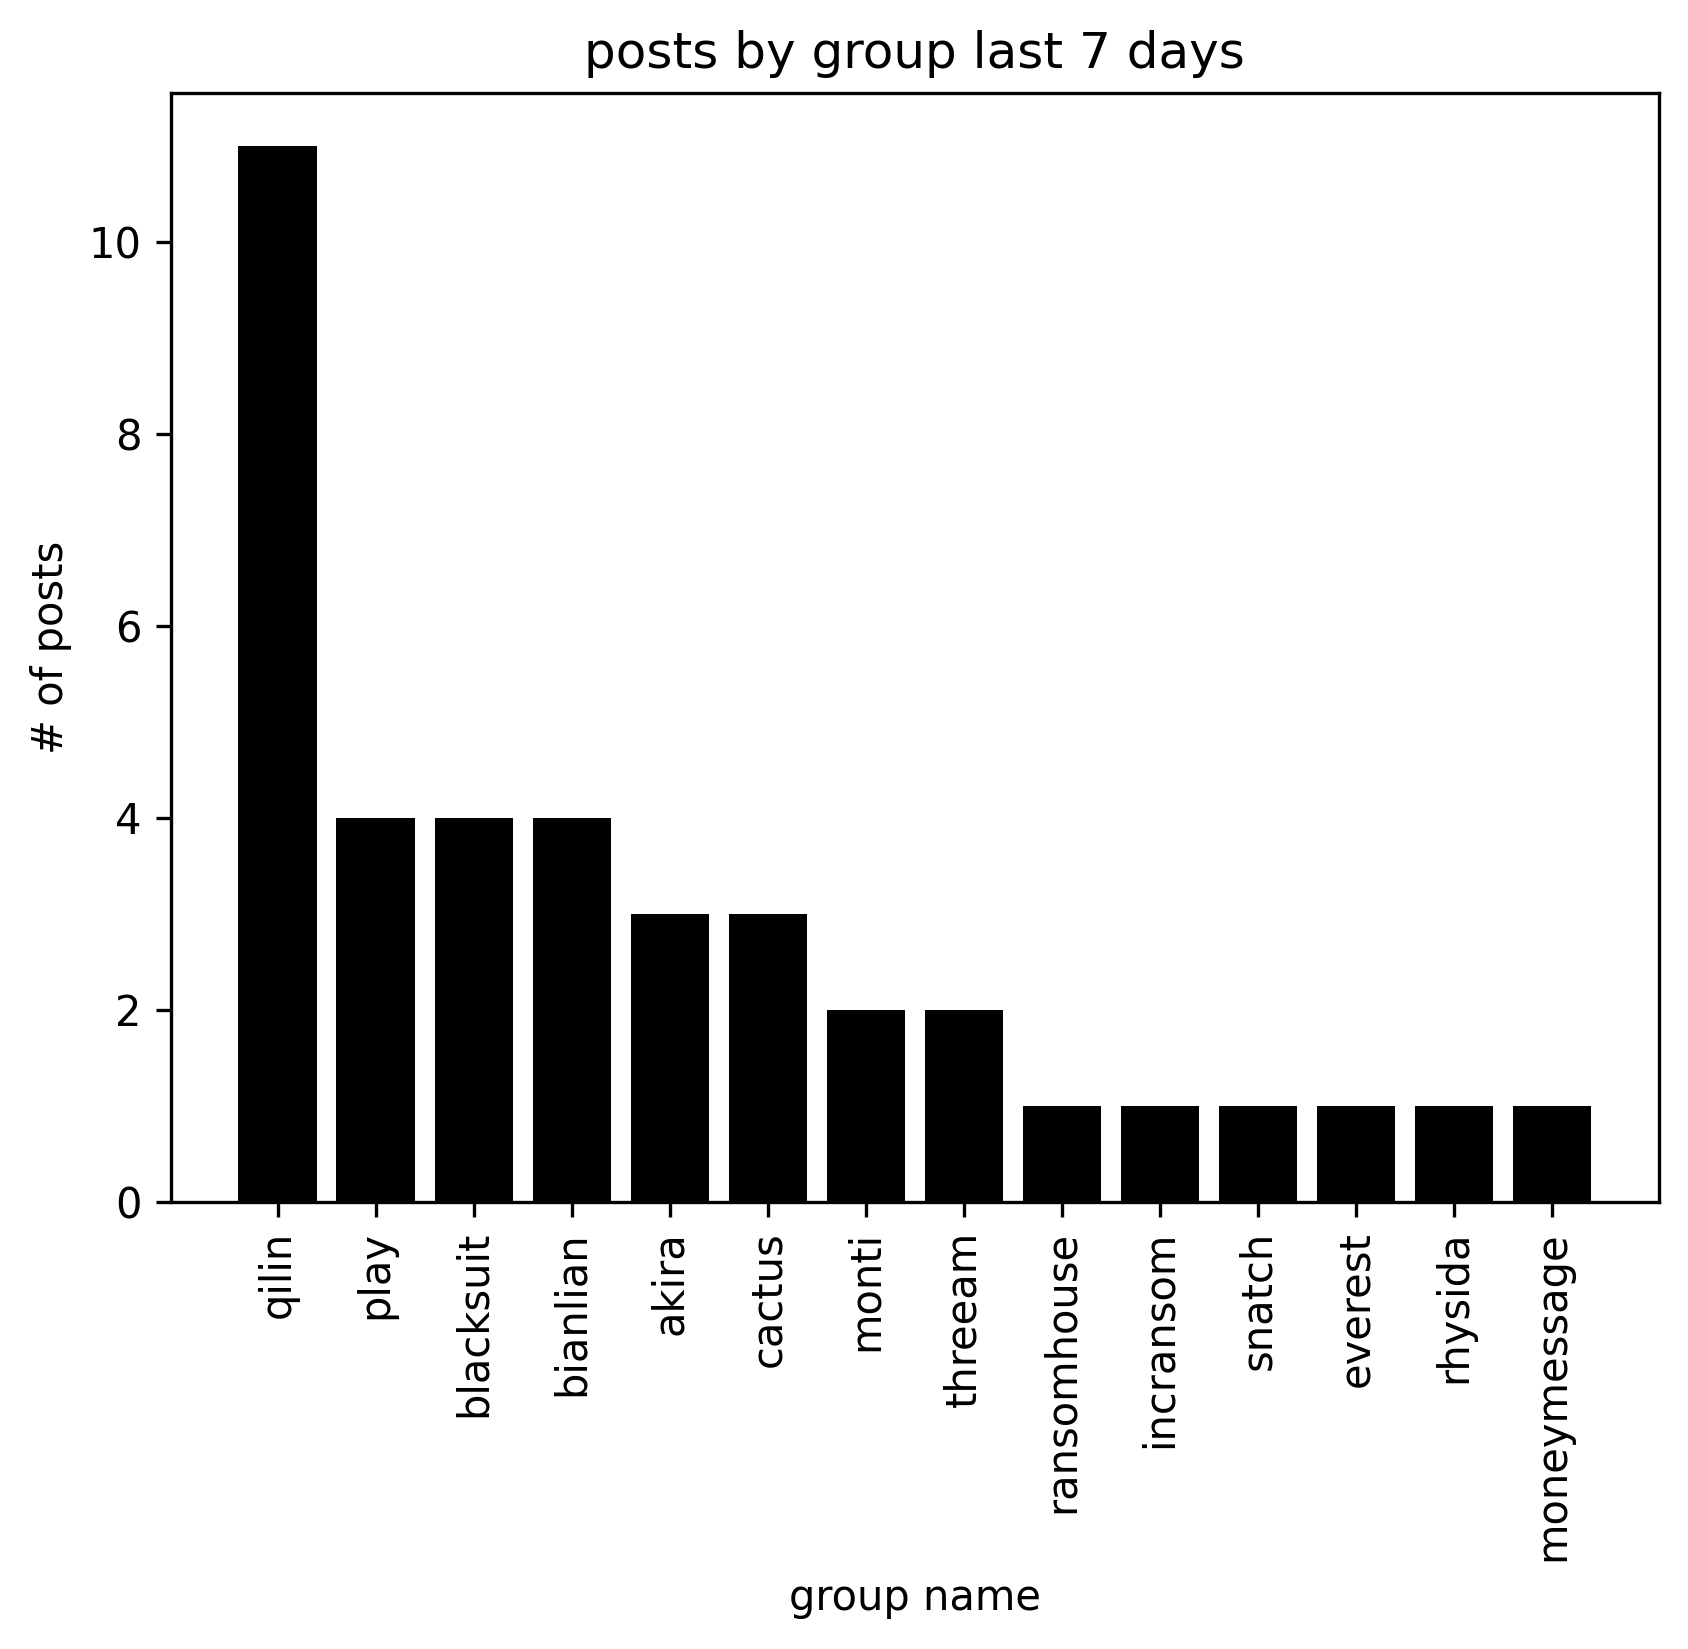 posts by group last 7 days
# of posts
10
8
6
4
2
0
qilin
play
blacksuit
bianlian
akira
cactus
monti
threeam
ransomhouse
incransom
snatch
everest
rhysida
moneymessage
group name